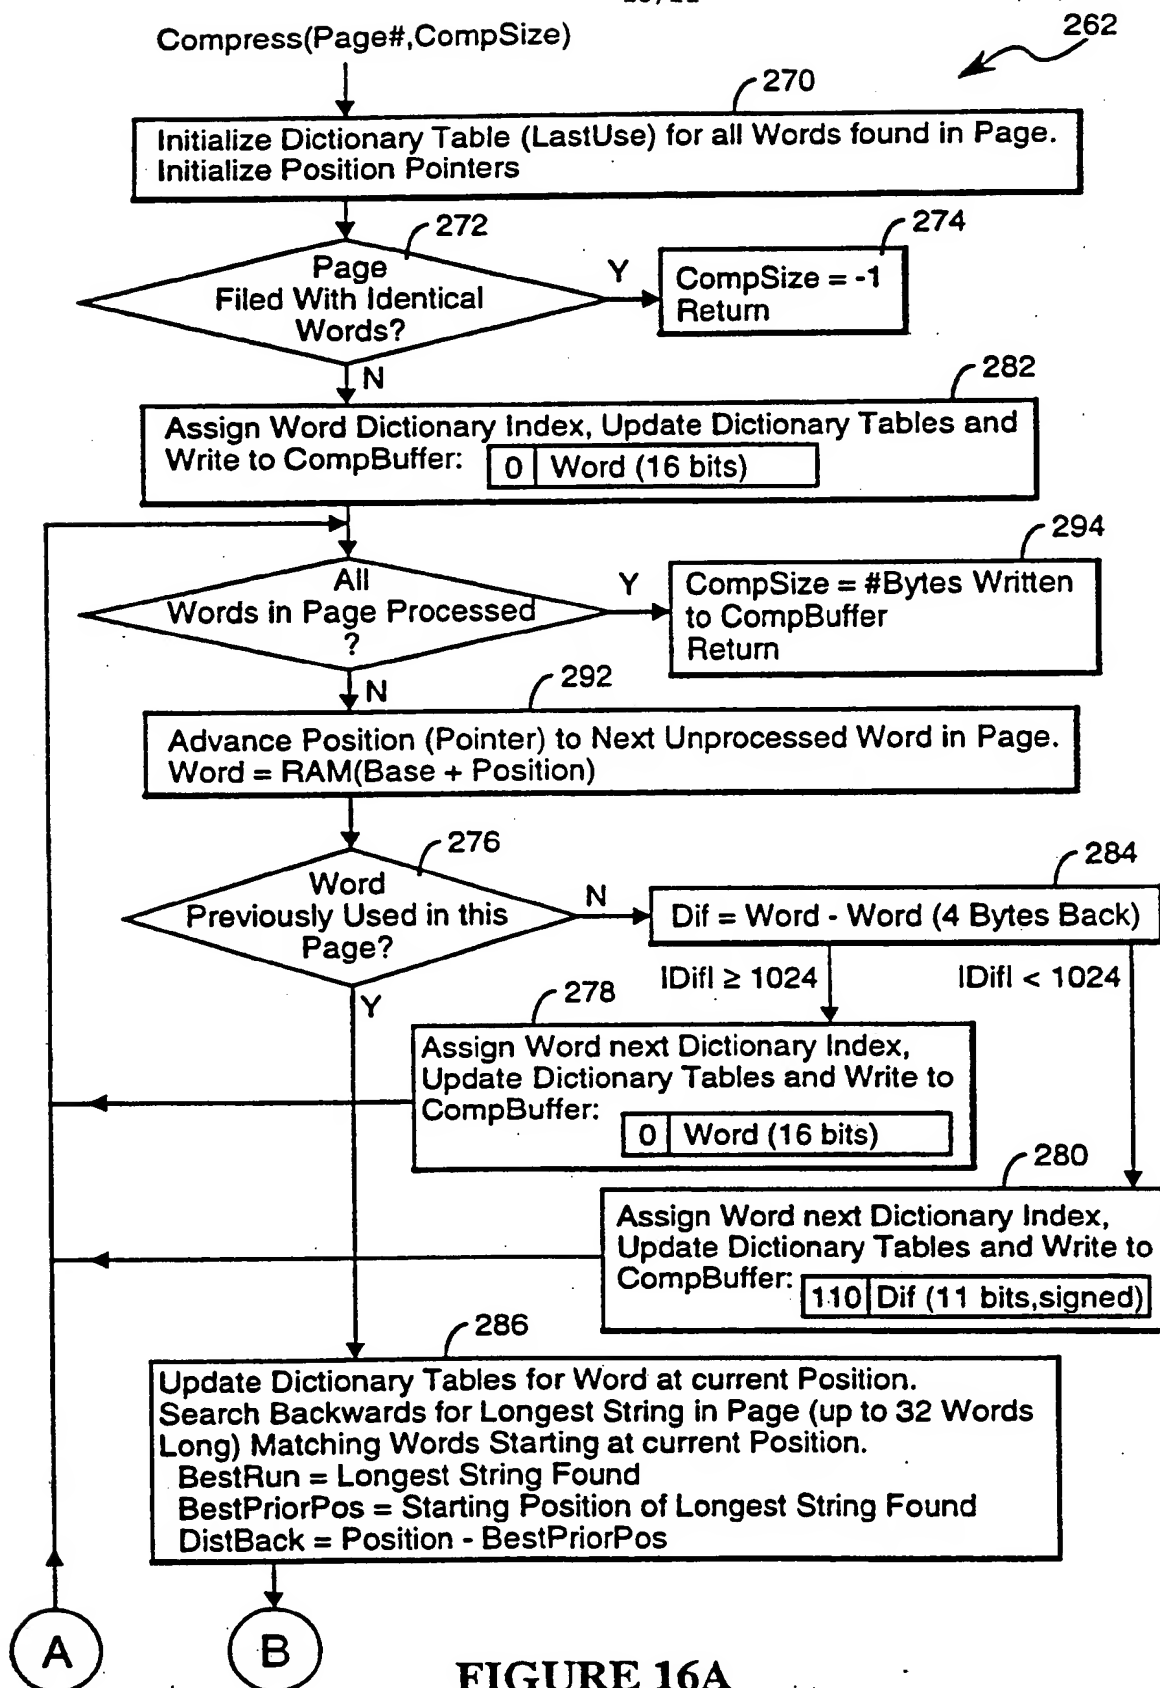 Compress(Page#,CompSize)
262
270
Initialize Dictionary Table (LastUse) for all Words found in Page.
Initialize Position Pointers
272
274
Page
Filed With Identical
Words?
Y
CompSize = -1
Return
N
282
Assign Word Dictionary Index, Update Dictionary Tables and
Write to CompBuffer: 0 Word (16 bits)
294
All
Words in Page Processed
?
Y
CompSize = #Bytes Written
to CompBuffer
Return
N
292
Advance Position (Pointer) to Next Unprocessed Word in Page.
Word = RAM(Base + Position)
276
284
Word
Previously Used in this
Page?
N
Dif = Word - Word (4 Bytes Back)
Y
|Dif| ≥ 1024
|Dif| < 1024
278
Assign Word next Dictionary Index,
Update Dictionary Tables and Write to
CompBuffer:
0 Word (16 bits)
280
Assign Word next Dictionary Index,
Update Dictionary Tables and Write to
CompBuffer: 110 Dif (11 bits,signed)
286
Update Dictionary Tables for Word at current Position.
Search Backwards for Longest String in Page (up to 32 Words
Long) Matching Words Starting at current Position.
BestRun = Longest String Found
BestPriorPos = Starting Position of Longest String Found
DistBack = Position - BestPriorPos
A
B
FIGURE 16A